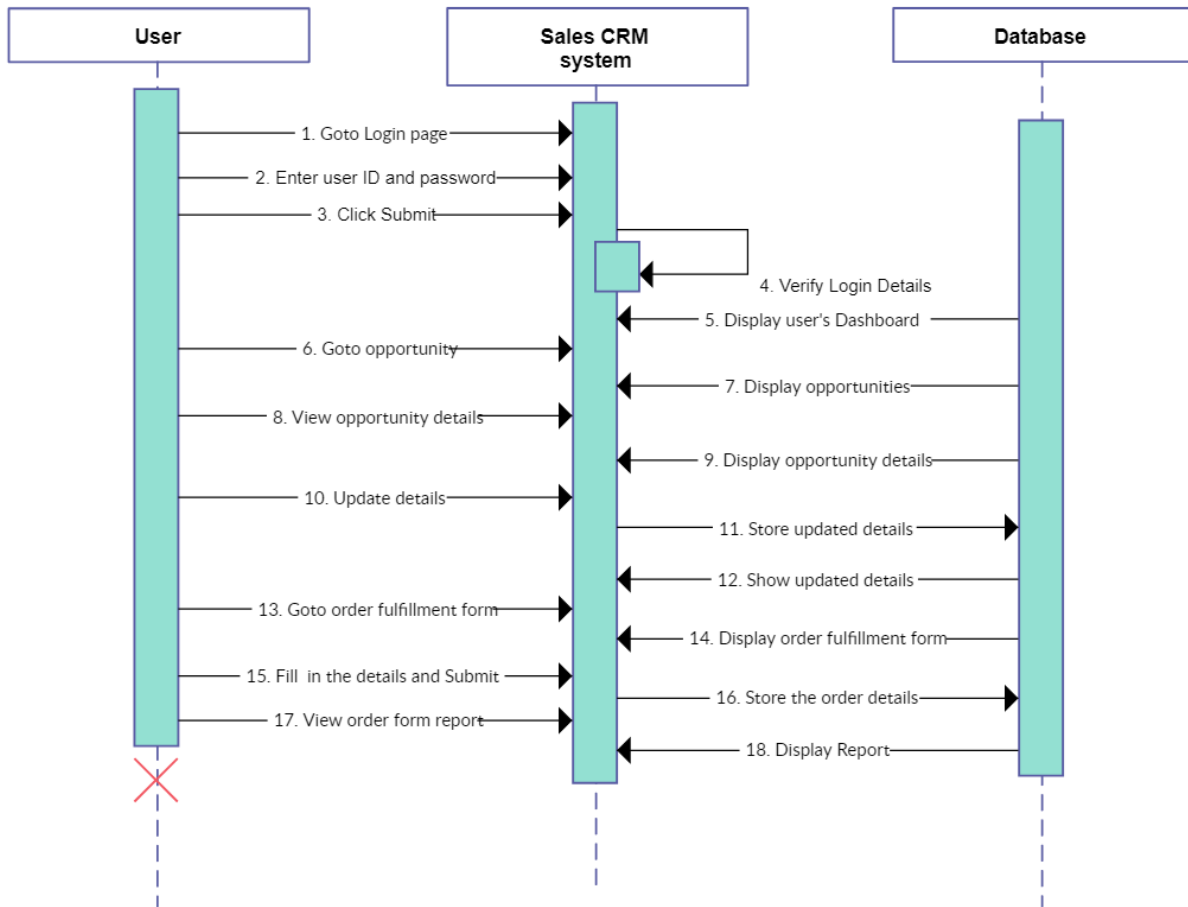 User
Sales CRM
system
Database
1. Goto Login page
2. Enter user ID and password
3. Click Submit
4. Verify Login Details
5. Display user's Dashboard
6. Goto opportunity
7. Display opportunities
8. View opportunity details
9. Display opportunity details
10. Update details
11. Store updated details
12. Show updated details
13. Goto order fulfillment form
14. Display order fulfillment form
15. Fill  in the details and Submit
16. Store the order details
17. View order form report
18. Display Report